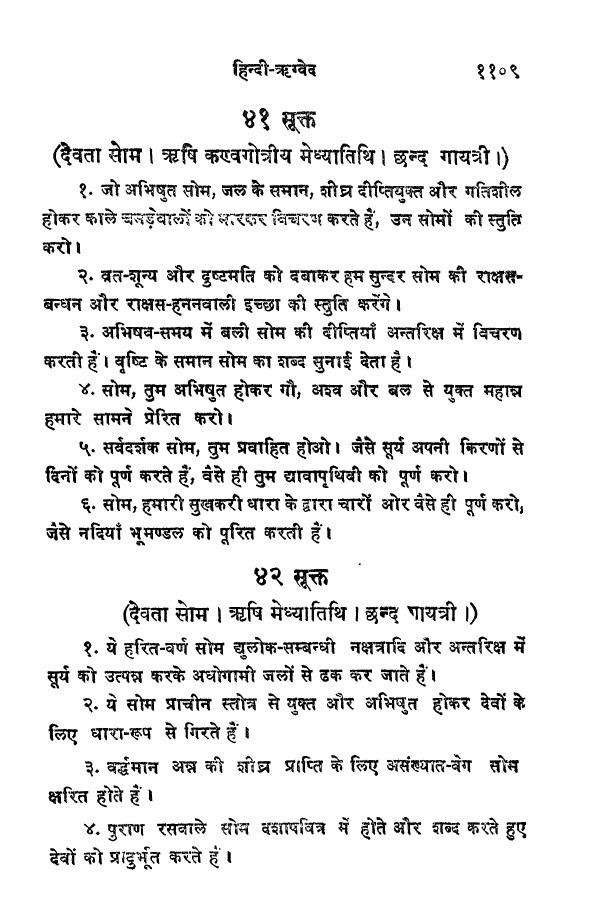 हिन्दी-ऋग्वेद ११०९
४१ सूक्त
(देवता सोम। ऋषि कण्वगोत्रीय मेध्यातिथि। छन्द गायत्री।)
१. जो अभिषुत सोम, जल के समान, शीघ्र दीप्तियुक्त और गतिशील
होकर काले चमड़ेवालों को मारकर विचरण करते हैं, उन सोमों की स्तुति
करो।
२. व्रत-शून्य और दुष्टमति को दबाकर हम सुन्दर सोम की राक्षस-
बन्धन और राक्षस-हननवाली इच्छा की स्तुति करेंगे।
३. अभिषव-समय में बली सोम की दीप्तियाँ अन्तरिक्ष में विचरण
करती हैं। वृष्टि के समान सोम का शब्द सुनाई देता है।
४. सोम, तुम अभिषुत होकर गौ, अश्व और बल से युक्त महान्न
हमारे सामने प्रेरित करो।
५. सर्वदर्शक सोम, तुम प्रवाहित होओ। जैसे सूर्य अपनी किरणों से
दिनों को पूर्ण करते हैं, वैसे ही तुम द्यावापृथिवी को पूर्ण करो।
६. सोम, हमारी सुखकरी धारा के द्वारा चारों ओर वैसे ही पूर्ण करो,
जैसे नदियाँ भूमण्डल को पूरित करती हैं।
४२ सूक्त
(देवता सोम। ऋषि मेध्यातिथि। छन्द गायत्री।)
१. ये हरित-वर्ण सोम द्युलोक-सम्बन्धी नक्षत्रादि और अन्तरिक्ष में
सूर्य को उत्पन्न करके अधोगामी जलों से ढक कर जाते हैं।
२. ये सोम प्राचीन स्तोत्र से युक्त और अभिषुत होकर देवों के
लिए धारा-रूप से गिरते हैं।
३. वर्द्धमान अन्न की शीघ्र प्राप्ति के लिए असंख्यात-वेग सोम
क्षरित होते हैं।
४. पुराण रसवाले सोम दशापवित्र में होते और शब्द करते हुए
देवों को प्रादुर्भूत करते हैं।